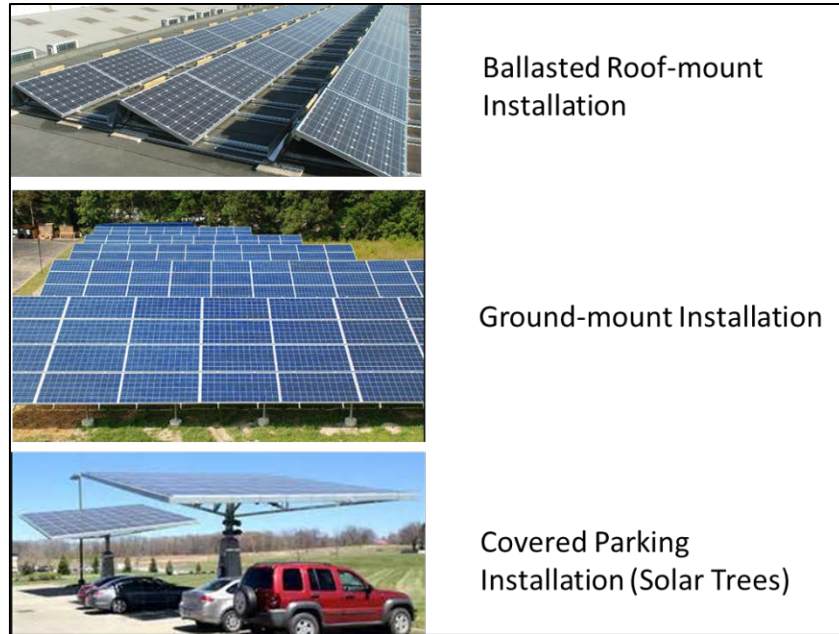 Ballasted Roof-mount
Installation
Ground-mount Installation
Covered Parking
Installation (Solar Trees)